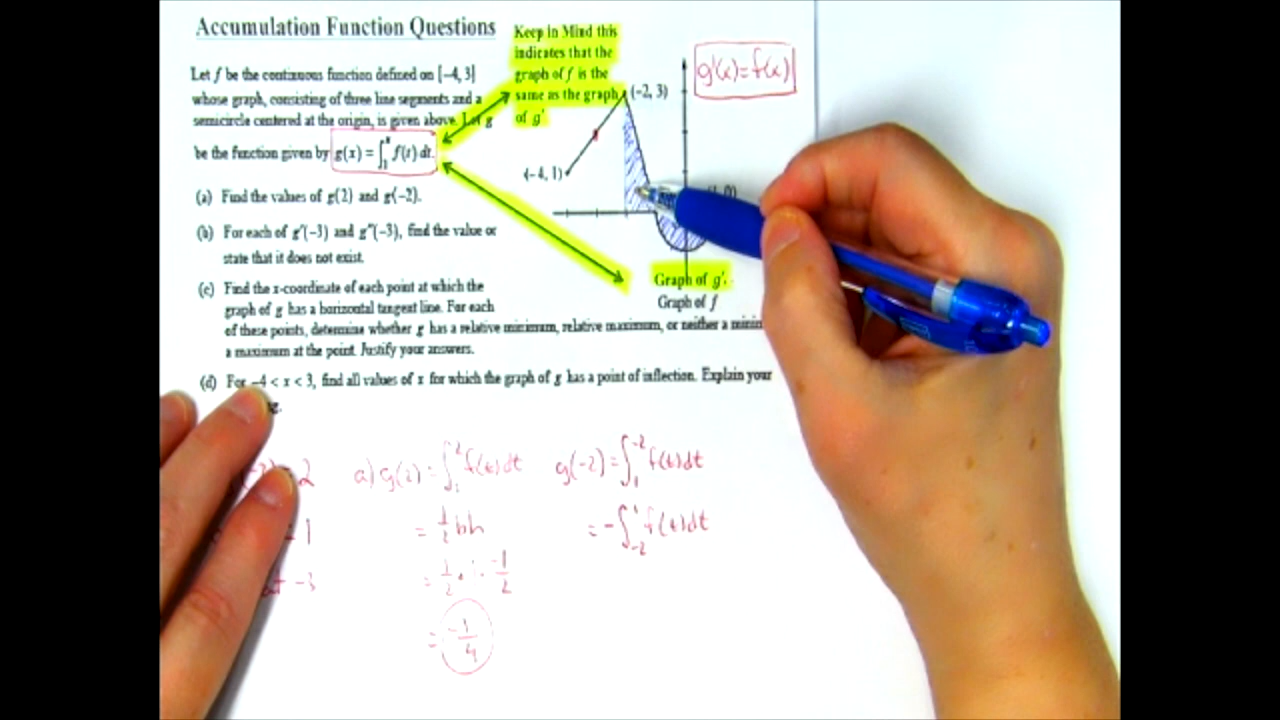 Accumulation Function Questions
Keep in Mind this
indicates that the
graph of f is the
same as the graph
of g'.
g'(x)=f(x)
Let f be the continuous function defined on [−4, 3]
whose graph, consisting of three line segments and a
semicircle centered at the origin, is given above. Let g
be the function given by g(x) = ∫₁ˣ f(t) dt.
(−2, 3)
(−4, 1)
, 0)
(a) Find the values of g(2) and g(−2).
(b) For each of g′(−3) and g″(−3), find the value or
state that it does not exist.
(c) Find the x-coordinate of each point at which the
graph of g has a horizontal tangent line. For each
of these points, determine whether g has a relative minimum, relative maximum, or neither a
a maximum at the point. Justify your answers.
Graph of g'.
Graph of f
(d) For −4 < x < 3, find all values of x for which the graph of g has a point of inflection. Explain your
2
a) g(2) = ∫₁² f(t)dt
g(-2) = ∫₁⁻² f(t)dt
= 1
= 1/2 bh
= -∫₋₂¹ f(t)dt
-3
= 1/2 · 1 · -1/2
= -1/4